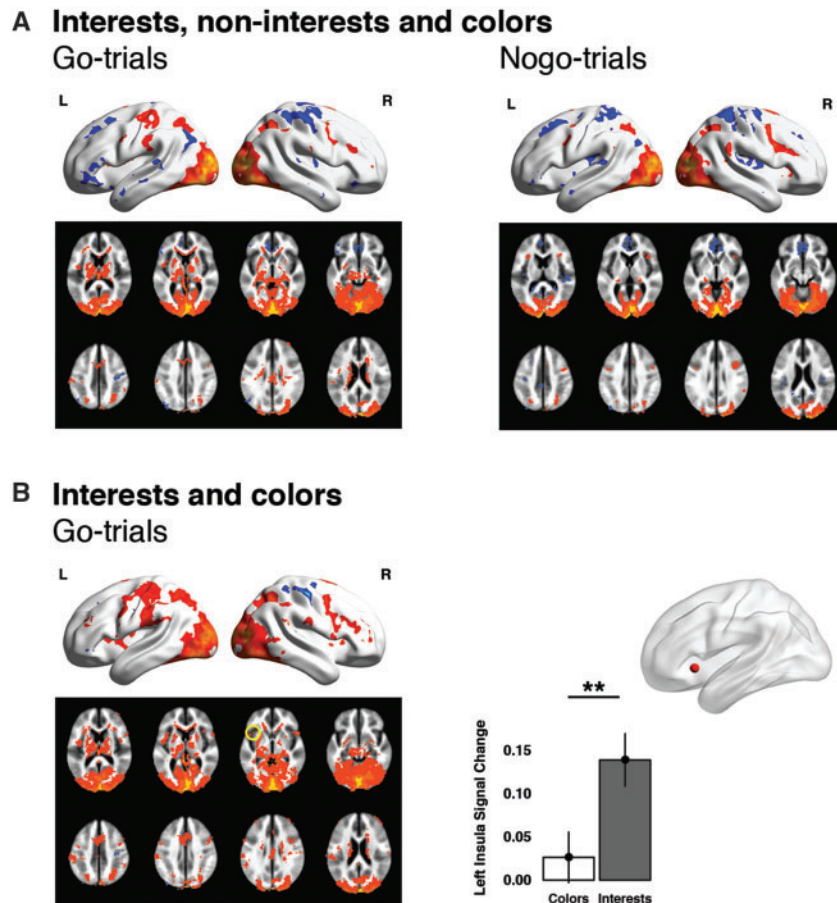 A Interests, non-interests and colors
Go-trials
Nogo-trials
L R
L R
B Interests and colors
Go-trials
L R
**
Left Insula Signal Change
0.15
0.10
0.05
0.00
Colors Interests